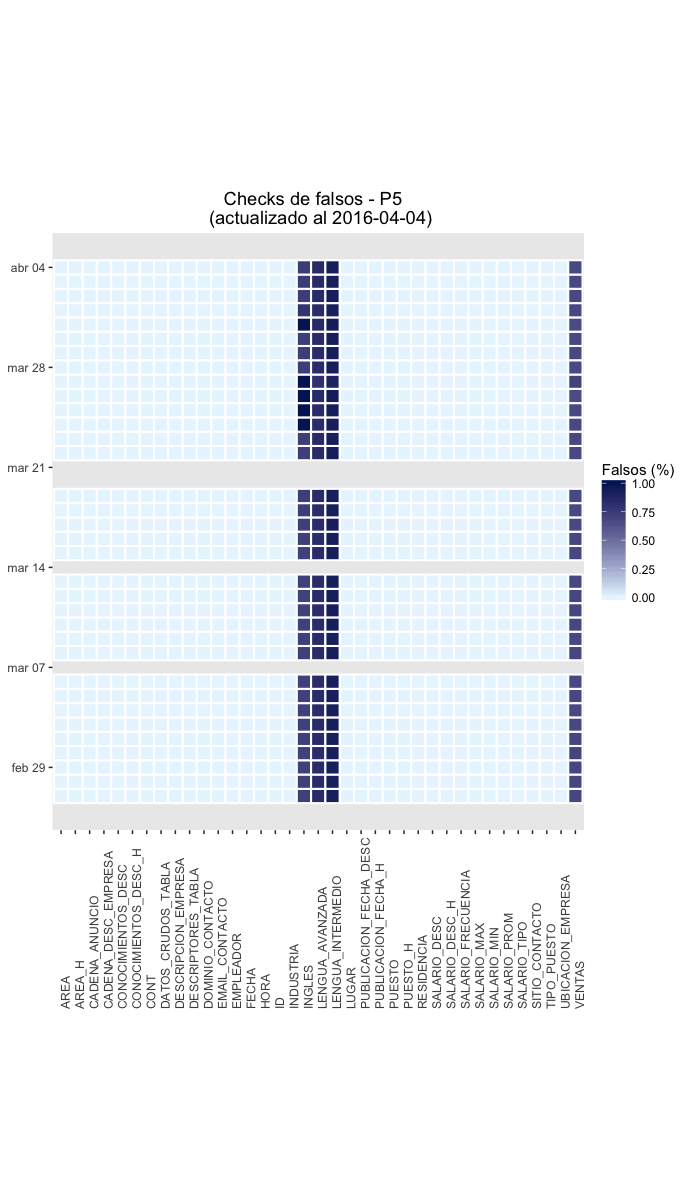 Checks de falsos - P5
(actualizado al 2016-04-04)
abr 04
mar 28
mar 21
mar 14
mar 07
feb 29
Falsos (%)
1.00
0.75
0.50
0.25
0.00
AREA
AREA_H
CADENA_ANUNCIO
CADENA_DESC_EMPRESA
CONOCIMIENTOS_DESC
CONOCIMIENTOS_DESC_H
CONT
DATOS_CRUDOS_TABLA
DESCRIPCION_EMPRESA
DESCRIPTORES_TABLA
DOMINIO_CONTACTO
EMAIL_CONTACTO
EMPLEADOR
FECHA
HORA
ID
INDUSTRIA
INGLES
LENGUA_AVANZADA
LENGUA_INTERMEDIO
LUGAR
PUBLICACION_FECHA_DESC
PUBLICACION_FECHA_H
PUESTO
PUESTO_H
RESIDENCIA
SALARIO_DESC
SALARIO_DESC_H
SALARIO_FRECUENCIA
SALARIO_MAX
SALARIO_MIN
SALARIO_PROM
SALARIO_TIPO
SITIO_CONTACTO
TIPO_PUESTO
UBICACION_EMPRESA
VENTAS